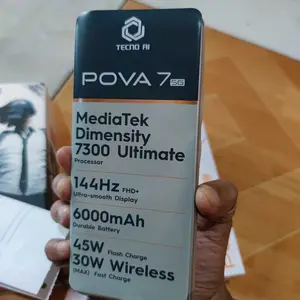 TECNO AI
POVA 7 5G
MediaTek
Dimensity
7300 Ultimate
Processor
144Hz FHD+
Ultra-smooth Display
6000mAh
Durable Battery
45W Flash Charge
30W Wireless
(MAX) Fast Charge